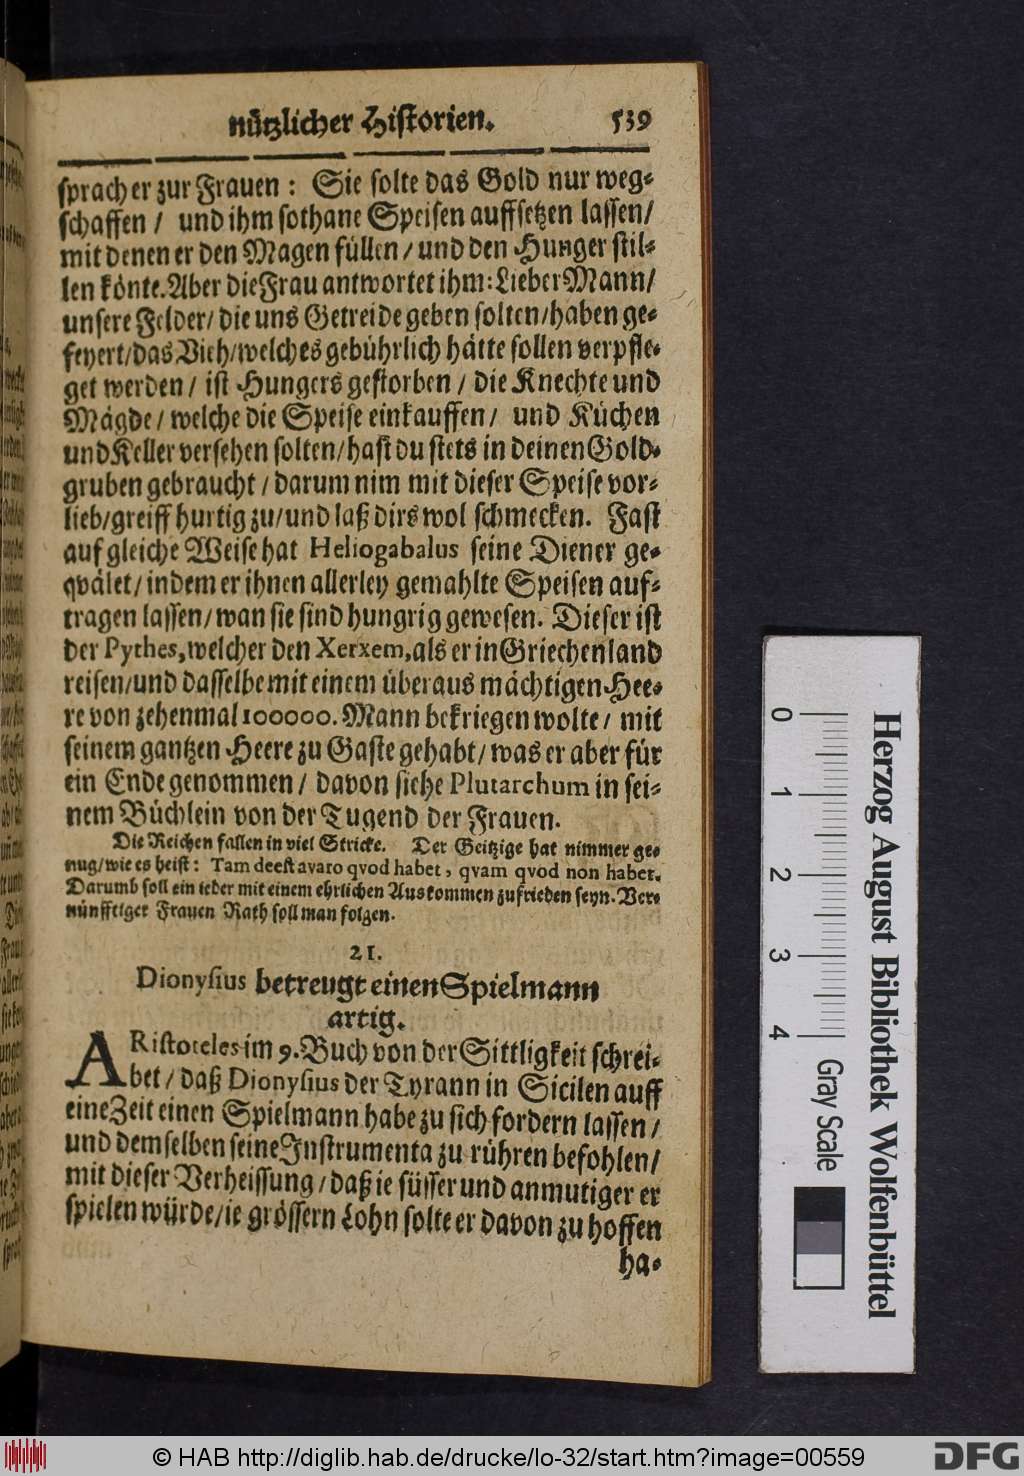 nützlicher Historien. 539
sprach er zur Frauen: Sie solte das Gold nur weg-
schaffen / und ihm sothane Speisen auffsetzen lassen/
mit denen er den Magen füllen / und den Hunger stil-
len könte. Aber die Frau antwortet ihm: Lieber Mann/
unsere Felder/ die uns Getreide geben solten/haben ge-
feyert/das Vieh/welches gebührlich hätte sollen verpfle-
get werden / ist Hungers gestorben / die Knechte und
Mägde / welche die Speise einkauffen / und Küchen
und Keller versehen solten/hast du stets in deinen Gold-
gruben gebraucht / darum nim mit dieser Speise vor-
lieb/greiff hurtig zu/und laß dirs wol schmecken. Fast
auf gleiche Weise hat Heliogabalus seine Diener ge-
qvälet/indem er ihnen allerley gemahlte Speisen auf-
tragen lassen/wan sie sind hungrig gewesen. Dieser ist
der Pythes, welcher den Xerxem, als er in Griechenland
reisen/und dasselbe mit einem überaus mächtigen Hee-
re von zehenmal 100000. Mann bekriegen wolte / mit
seinem gantzen Heere zu Gaste gehabt/was er aber für
ein Ende genommen / davon siehe Plutarchum in sei-
nem Büchlein von der Tugend der Frauen.
Die Reichen fallen in viel Stricke. Der Geitzige hat nimmer ge-
nug/wie es heist: Tam deest avaro qvod habet, qvam qvod non habet.
Darumb soll ein ieder mit einem ehrlichen Auskommen zufrieden seyn. Ver-
nünfftiger Frauen Rath soll man folgen.
21.
Dionysius betreugt einen Spielmann
artig.
ARistoteles im 9. Buch von der Sittligkeit schrei-
bet / daß Dionysius der Tyrann in Sicilen auff
eine Zeit einen Spielmann habe zu sich fordern lassen /
und demselben seine Instrumenta zu rühren befohlen/
mit dieser Verheissung / daß ie süsser und anmutiger er
spielen würde/ie grössern Lohn solte er davon zu hoffen
ha-
0 1 2 3 4
Gray Scale
Herzog August Bibliothek Wolfenbüttel
© HAB http://diglib.hab.de/drucke/lo-32/start.htm?image=00559
DFG